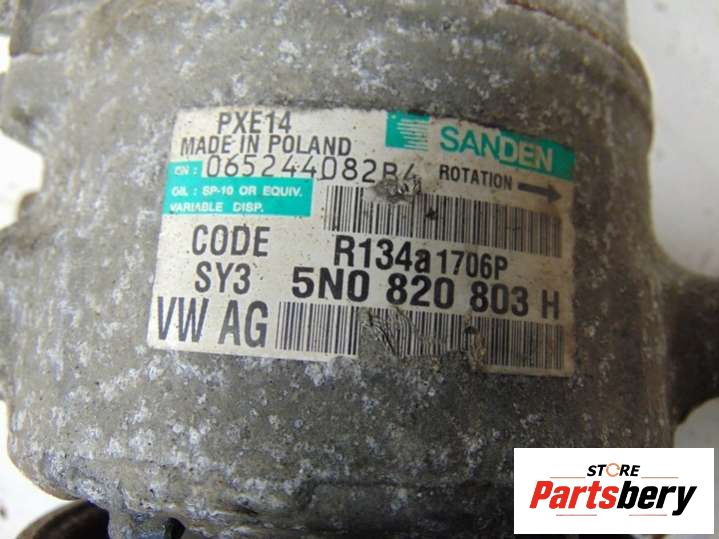 PXE14
MADE IN POLAND
SANDEN
SN: 065244082B4
ROTATION
OIL : SP-10 OR EQUIV.
VARIABLE DISP.
CODE
SY3
R134a 1706P
5N0 820 803 H
VW AG
STORE
Partsbery